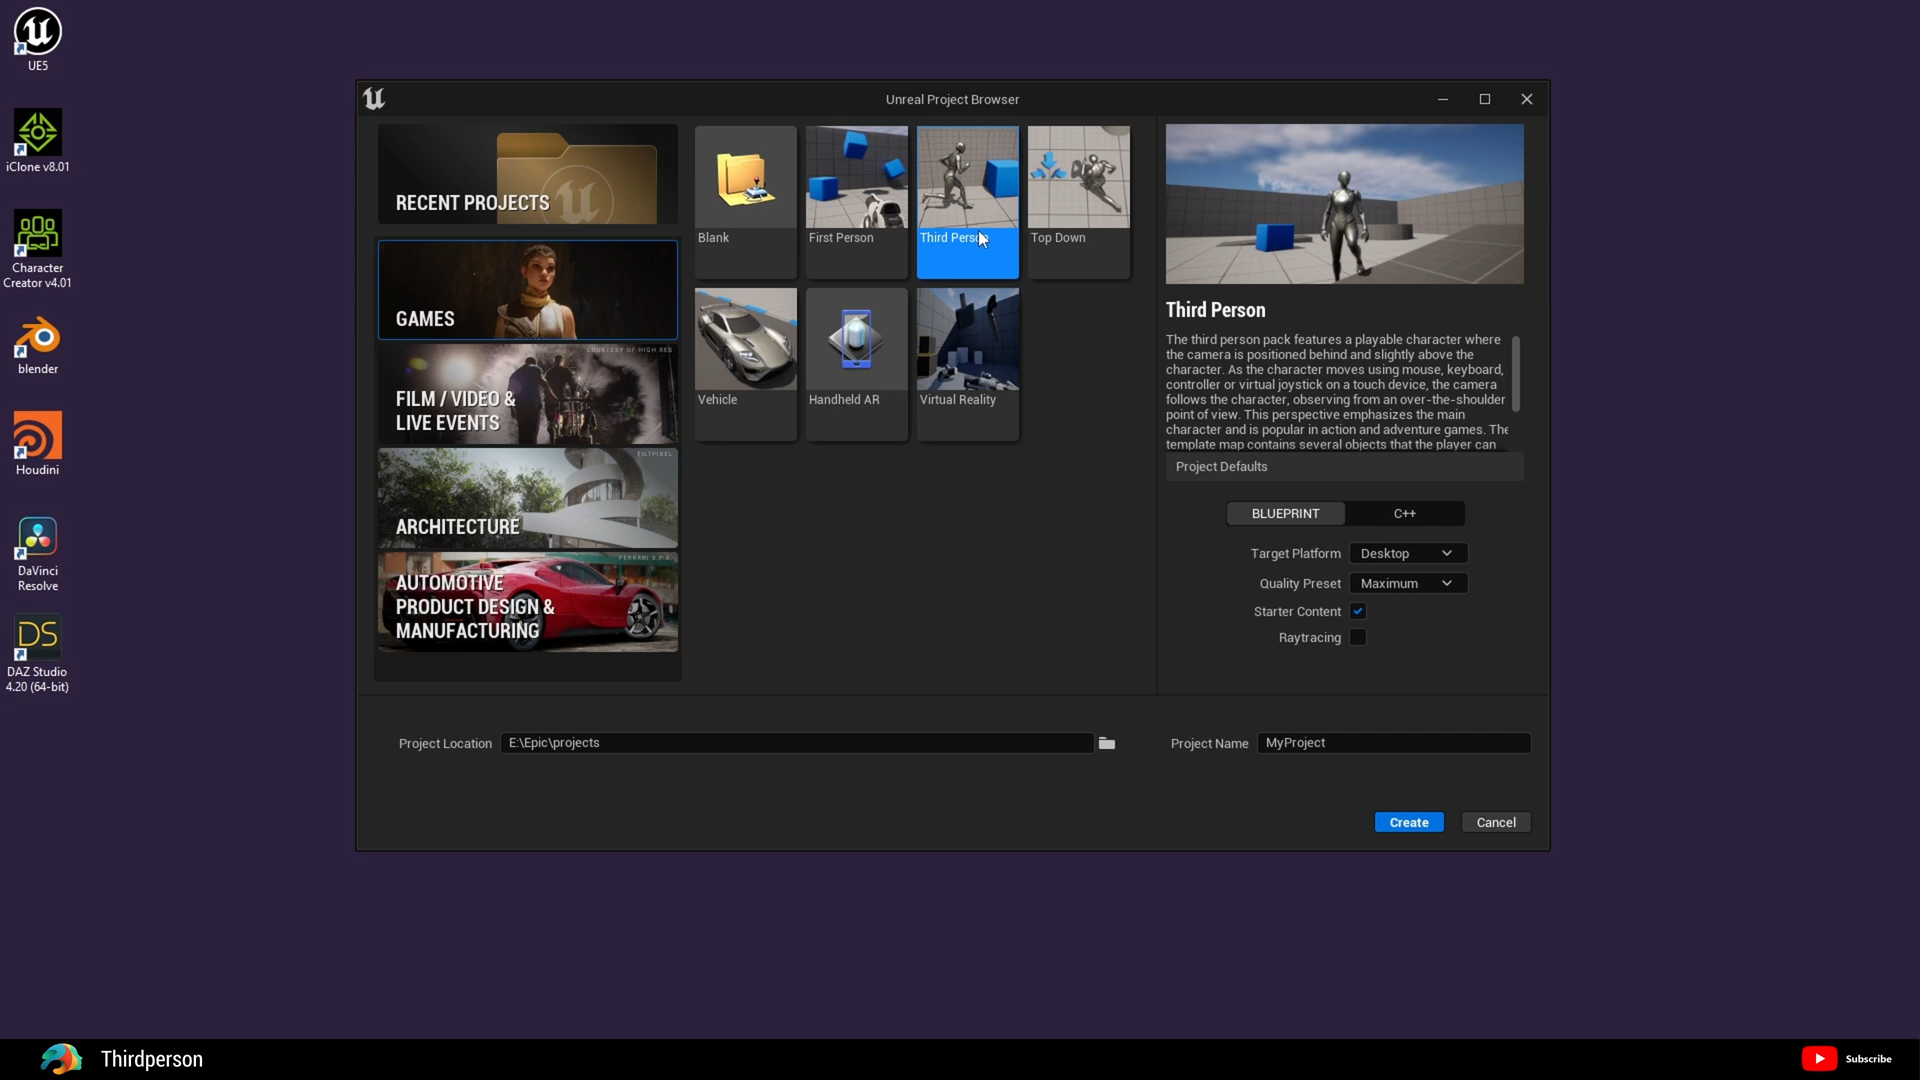 UE5
iClone v8.01
Character
Creator v4.01
blender
Houdini
DaVinci
Resolve
DS
DAZ Studio
4.20 (64-bit)
Unreal Project Browser
RECENT PROJECTS
GAMES
COURTESY OF HIGH RES
FILM / VIDEO &
LIVE EVENTS
TILTPIXEL
ARCHITECTURE
FERRARI S.P.A.
AUTOMOTIVE
PRODUCT DESIGN &
MANUFACTURING
Blank
First Person
Third Person
Top Down
Vehicle
Handheld AR
Virtual Reality
Third Person
The third person pack features a playable character where
the camera is positioned behind and slightly above the
character. As the character moves using mouse, keyboard,
controller or virtual joystick on a touch device, the camera
follows the character, observing from an over-the-shoulder
point of view. This perspective emphasizes the main
character and is popular in action and adventure games. The
template map contains several objects that the player can
Project Defaults
BLUEPRINT
C++
Target Platform
Desktop
Quality Preset
Maximum
Starter Content
Raytracing
Project Location
E:\Epic\projects
Project Name
MyProject
Create
Cancel
Thirdperson
Subscribe